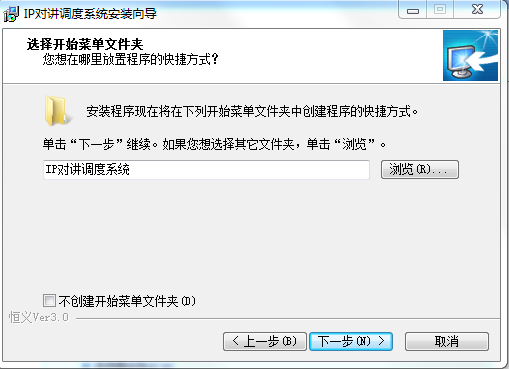 IP对讲调度系统安装向导
选择开始菜单文件夹
您想在哪里放置程序的快捷方式?
安装程序现在将在下列开始菜单文件夹中创建程序的快捷方式。
单击“下一步”继续。如果您想选择其它文件夹，单击“浏览”。
IP对讲调度系统
浏览(R)...
不创建开始菜单文件夹(D)
恒义Ver3.0
< 上一步(B)
下一步(N) >
取消